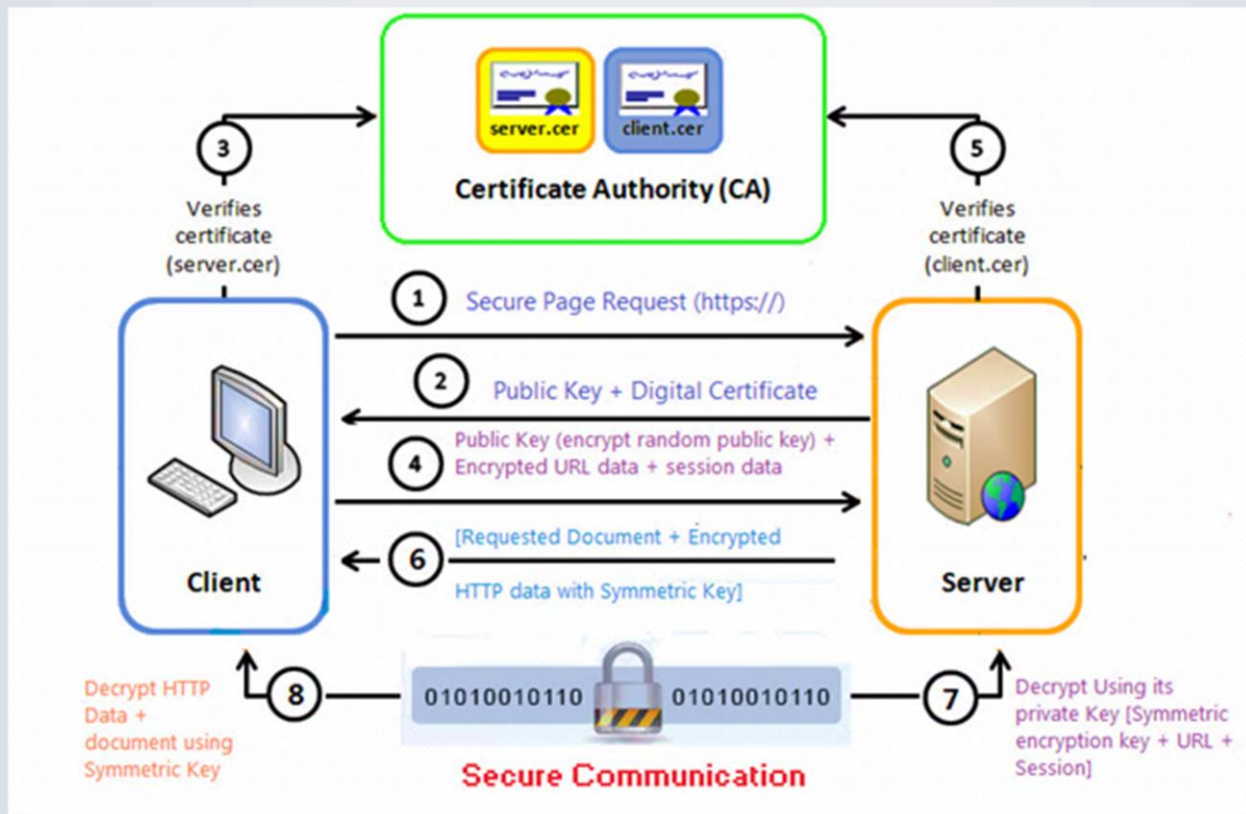 server.cer
client.cer
Certificate Authority (CA)
3
Verifies
certificate
(server.cer)
5
Verifies
certificate
(client.cer)
1
Secure Page Request (https://)
2
Public Key + Digital Certificate
4
Public Key (encrypt random public key) +
Encrypted URL data + session data
6
[Requested Document + Encrypted
HTTP data with Symmetric Key]
Client
Server
8
01010010110
01010010110
7
Decrypt HTTP
Data +
document using
Symmetric Key
Decrypt Using its
private Key [Symmetric
encryption key + URL +
Session]
Secure Communication